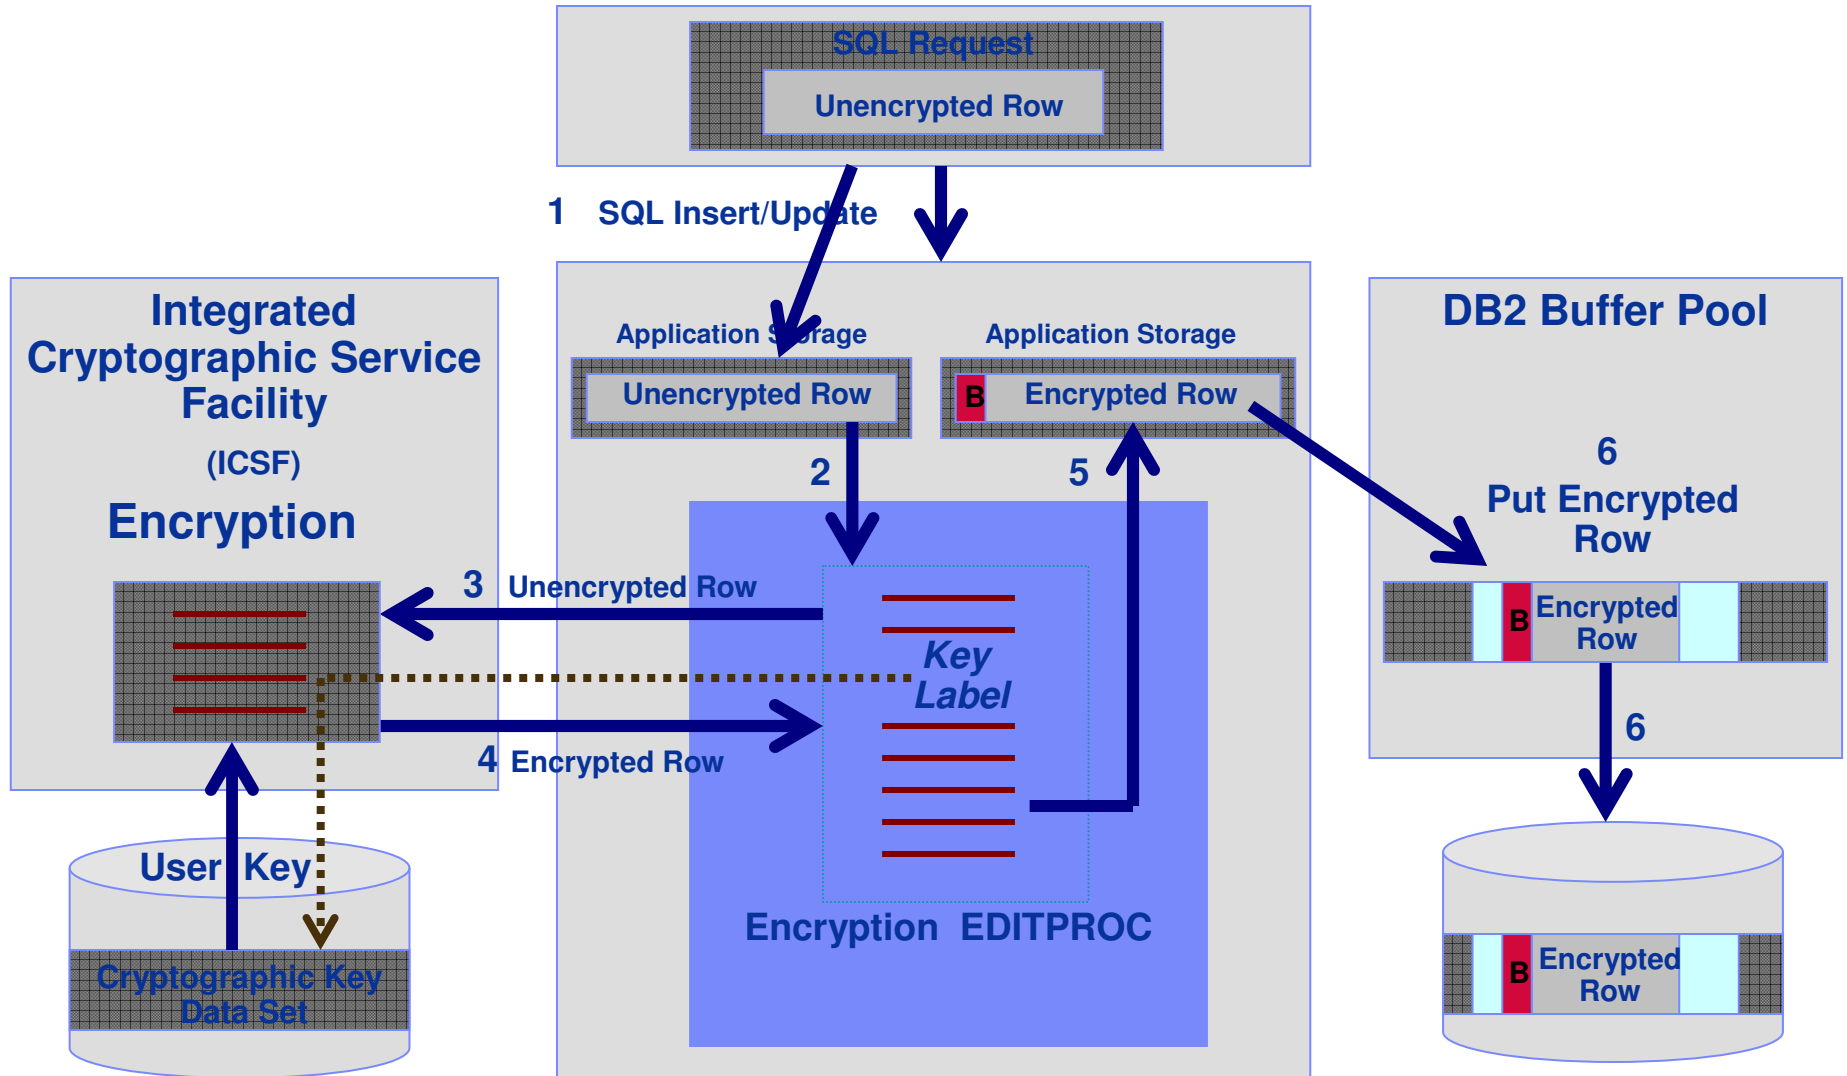 SQL Request
Unencrypted Row
1 SQL Insert/Update
Integrated
Cryptographic Service
Facility
(ICSF)
Encryption
Application Storage
Unencrypted Row
Application Storage
B Encrypted Row
DB2 Buffer Pool
2
5
6
Put Encrypted
Row
3 Unencrypted Row
Key
Label
4 Encrypted Row
B Encrypted
Row
6
User Key
Cryptographic Key
Data Set
Encryption EDITPROC
B Encrypted
Row